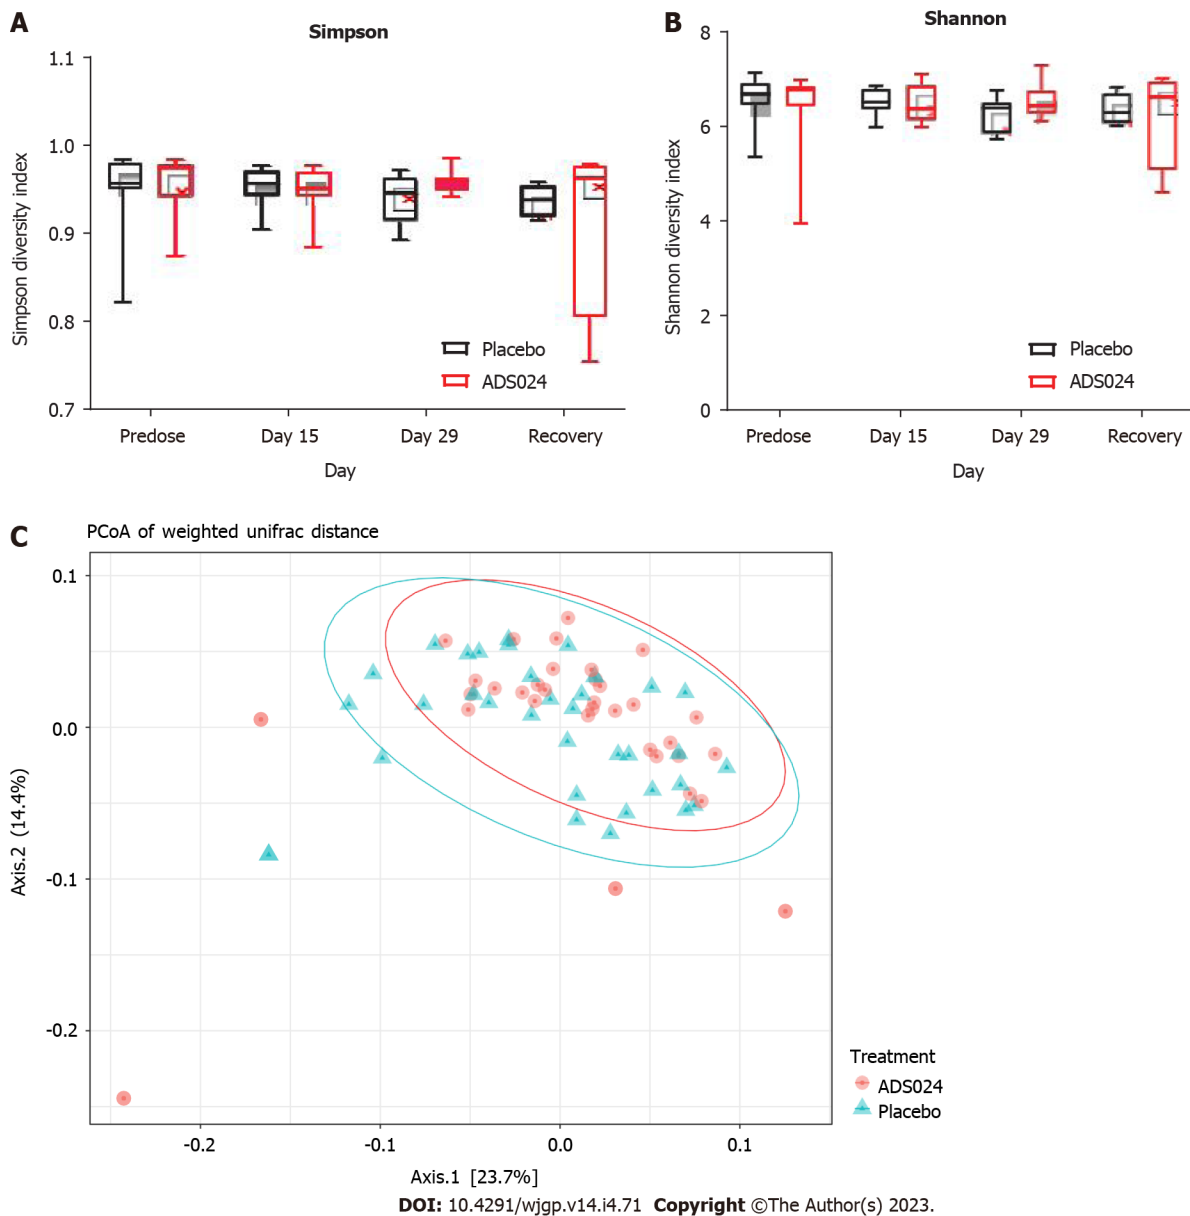 A
Simpson
1.1
1.0
0.9
0.8
0.7
Simpson diversity index
Placebo
ADS024
Predose
Day 15
Day 29
Recovery
Day
B
Shannon
8
6
4
2
0
Shannon diversity index
Placebo
ADS024
Predose
Day 15
Day 29
Recovery
Day
C
PCoA of weighted unifrac distance
0.1
0.0
-0.1
-0.2
Axis.2 (14.4%)
-0.2
-0.1
0.0
0.1
Axis.1 [23.7%]
Treatment
ADS024
Placebo
DOI: 10.4291/wjgp.v14.i4.71 Copyright ©The Author(s) 2023.